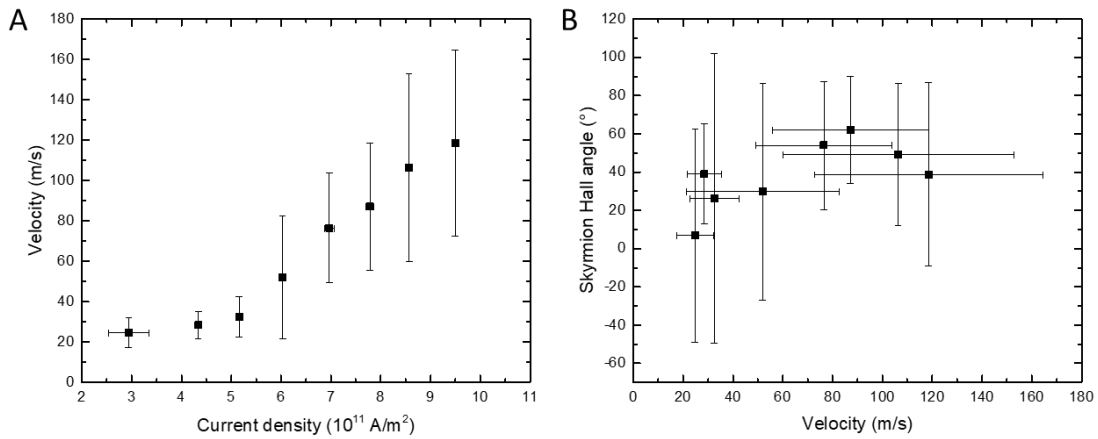 A
180
160
140
120
100
80
60
40
20
0
Velocity (m/s)
2 3 4 5 6 7 8 9 10 11
Current density (10¹¹ A/m²)
B
120
100
80
60
40
20
0
-20
-40
-60
Skyrmion Hall angle (°)
0 20 40 60 80 100 120 140 160 180
Velocity (m/s)